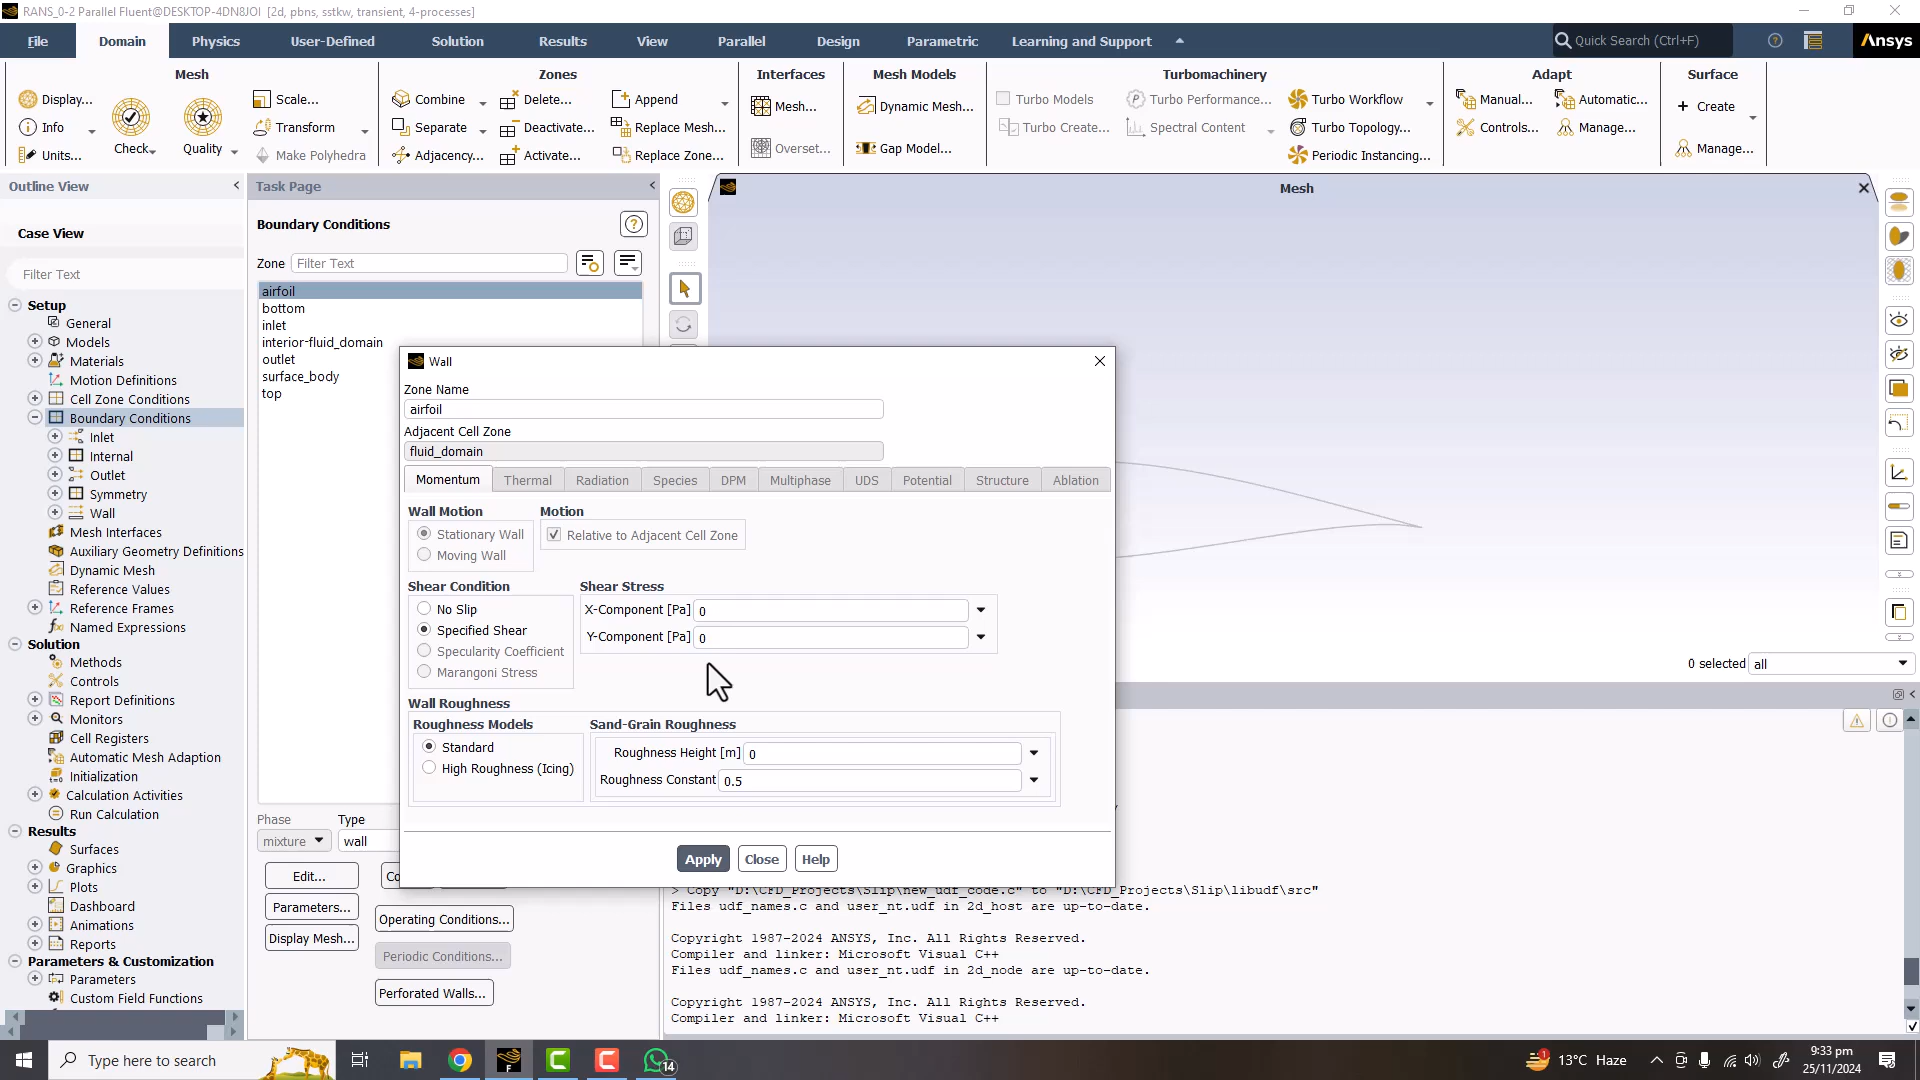 RANS_0-2 Parallel Fluent@DESKTOP-4DN8JOI [2d, pbns, sstkw, transient, 4-processes]
File Domain Physics User-Defined Solution Results View Parallel Design Parametric Learning and Support Quick Search (Ctrl+F) Ansys
Mesh Zones Interfaces Mesh Models Turbomachinery Adapt Surface
Display... Scale... Combine Delete... Append Mesh... Dynamic Mesh... Turbo Models Turbo Performance... Turbo Workflow Manual... Automatic... Create
Info Check Quality Transform Separate Deactivate... Replace Mesh... Overset... Gap Model... Turbo Create... Spectral Content Turbo Topology... Controls... Manage... Manage...
Units... Make Polyhedra Adjacency... Activate... Replace Zone... Periodic Instancing...
Outline View
Task Page
Mesh
Case View
Filter Text
Setup
General
Models
Materials
Motion Definitions
Cell Zone Conditions
Boundary Conditions
Inlet
Internal
Outlet
Symmetry
Wall
Mesh Interfaces
Auxiliary Geometry Definitions
Dynamic Mesh
Reference Values
Reference Frames
Named Expressions
Solution
Methods
Controls
Report Definitions
Monitors
Cell Registers
Automatic Mesh Adaption
Initialization
Calculation Activities
Run Calculation
Results
Surfaces
Graphics
Plots
Dashboard
Animations
Reports
Parameters & Customization
Parameters
Custom Field Functions
Boundary Conditions
Zone Filter Text
airfoil
bottom
inlet
interior-fluid_domain
outlet
surface_body
top
Phase Type
mixture wall
Edit... Co
Parameters... Operating Conditions...
Display Mesh... Periodic Conditions...
Perforated Walls...
Wall
Zone Name
airfoil
Adjacent Cell Zone
fluid_domain
Momentum Thermal Radiation Species DPM Multiphase UDS Potential Structure Ablation
Wall Motion Motion
Stationary Wall Relative to Adjacent Cell Zone
Moving Wall
Shear Condition Shear Stress
No Slip X-Component [Pa] 0
Specified Shear Y-Component [Pa] 0
Specularity Coefficient
Marangoni Stress
Wall Roughness
Roughness Models Sand-Grain Roughness
Standard Roughness Height [m] 0
High Roughness (Icing) Roughness Constant 0.5
Apply Close Help
0 selected all
> Copy "D:\CFD_Projects\Slip\new_udf_code.c" to "D:\CFD_Projects\Slip\libudf\src"
Files udf_names.c and user_nt.udf in 2d_host are up-to-date.
Copyright 1987-2024 ANSYS, Inc. All Rights Reserved.
Compiler and linker: Microsoft Visual C++
Files udf_names.c and user_nt.udf in 2d_node are up-to-date.
Copyright 1987-2024 ANSYS, Inc. All Rights Reserved.
Compiler and linker: Microsoft Visual C++
Type here to search
F
14
1
13°C Haze
9:33 pm
25/11/2024